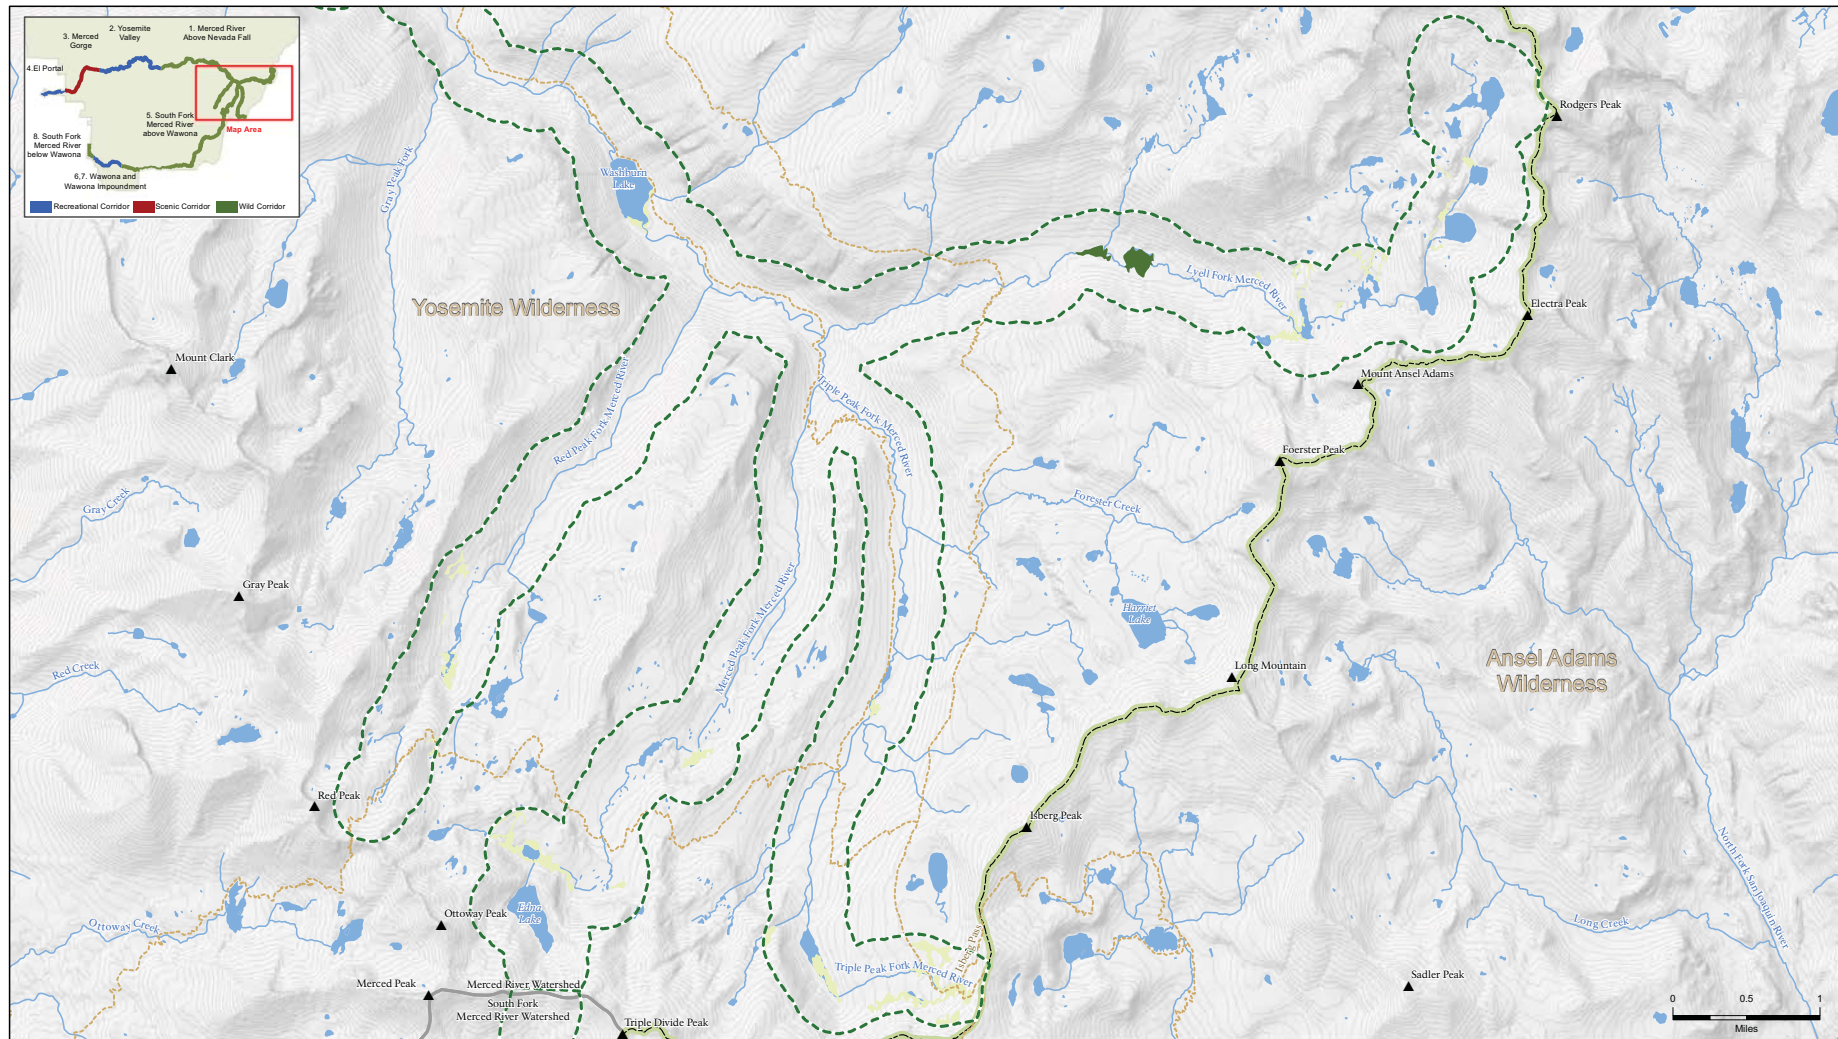 1. Merced River
Above Nevada Fall
2. Yosemite
Valley
3. Merced
Gorge
4.El Portal
5. South Fork
Merced River
above Wawona
Map Area
8. South Fork
Merced River
below Wawona
6,7. Wawona and
Wawona Impoundment
Recreational Corridor
Scenic Corridor
Wild Corridor
Gray Peak Fork
Washburn
Lake
Rodgers Peak
Lyell Fork Merced River
Yosemite Wilderness
Electra Peak
Mount Clark
Mount Ansel Adams
Red Peak Fork Merced River
Triple Peak Fork Merced River
Foerster Peak
Gray Creek
Forester Creek
Gray Peak
Harriet
Lake
Merced Peak Fork Merced River
Red Creek
Long Mountain
Ansel Adams
Wilderness
Red Peak
Isberg Peak
North Fork San Joaquin River
Ottoway Peak
Edna
Lake
Ottoway Creek
Long Creek
Isberg Pass
Triple Peak Fork Merced River
Merced Peak
Merced River Watershed
South Fork
Merced River Watershed
Sadler Peak
Triple Divide Peak
0 0.5 1
Miles